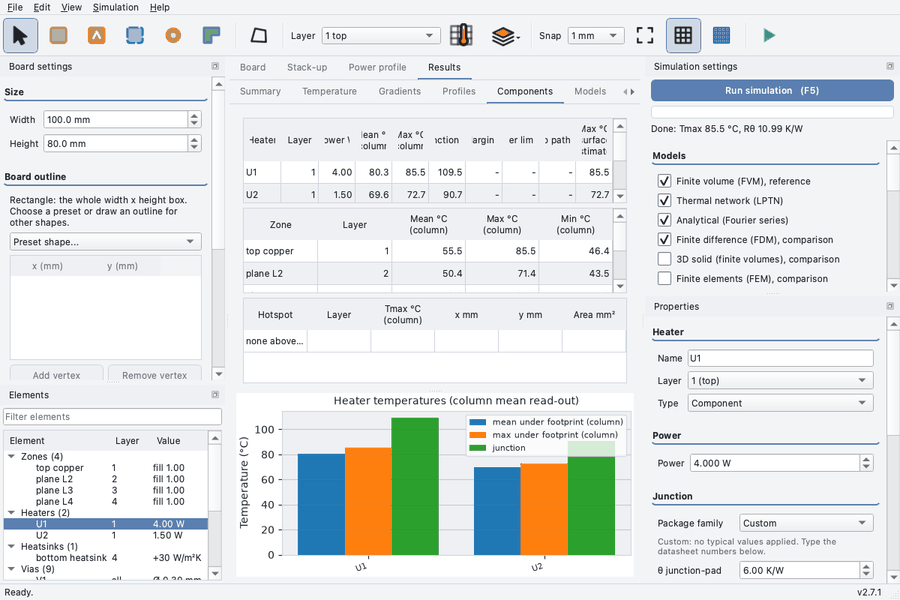 File Edit View Simulation Help
Layer 1 top Snap 1 mm
Board settings
Size
Width 100.0 mm
Height 80.0 mm
Board outline
Rectangle: the whole width x height box.
Choose a preset or draw an outline for
other shapes.
Preset shape...
x (mm) y (mm)
Add vertex Remove vertex
Elements
Filter elements
Element Layer Value
Zones (4)
top copper 1 fill 1.00
plane L2 2 fill 1.00
plane L3 3 fill 1.00
plane L4 4 fill 1.00
Heaters (2)
U1 1 4.00 W
U2 1 1.50 W
Heatsinks (1)
bottom heatsink 4 +30 W/m²K
Vias (9)
Board Stack-up Power profile Results
Summary Temperature Gradients Profiles Components Models
Heater Layer
U1 1 4.00 80.3 85.5 109.5 - - - 85.5
U2 1 1.50 69.6 72.7 90.7 - - - 72.7
Zone Layer Mean °C (column) Max °C (column) Min °C (column)
top copper 1 55.5 85.5 46.4
plane L2 2 50.4 71.4 43.5
Hotspot Layer Tmax °C (column) x mm y mm Area mm²
none above...
Heater temperatures (column mean read-out)
mean under footprint (column)
max under footprint (column)
junction
Temperature (°C)
100
80
60
40
20
0
U1 U2
Simulation settings
Run simulation (F5)
Done: Tmax 85.5 °C, Rθ 10.99 K/W
Models
Finite volume (FVM), reference
Thermal network (LPTN)
Analytical (Fourier series)
Finite difference (FDM), comparison
3D solid (finite volumes), comparison
Finite elements (FEM), comparison
Properties
Heater
Name U1
Layer 1 (top)
Type Component
Power
Power 4.000 W
Junction
Package family Custom
Custom: no typical values applied. Type the
datasheet numbers below.
θ junction-pad 6.00 K/W
Ready. v2.7.1